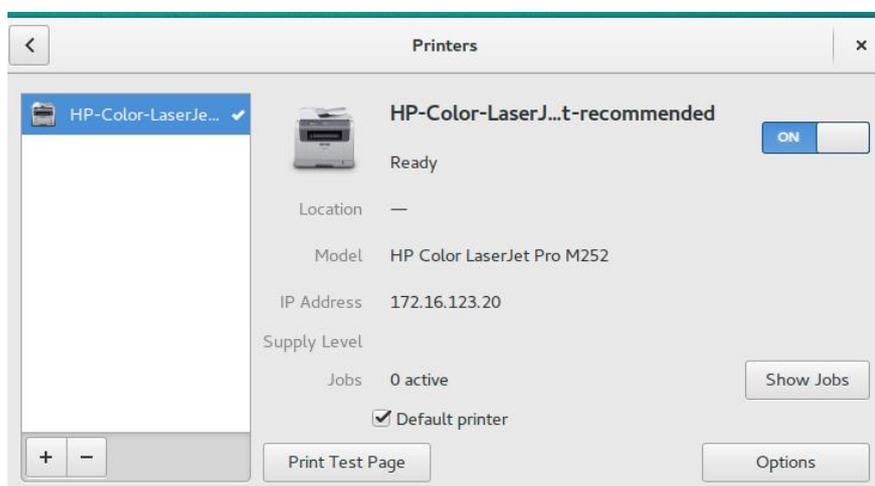 Printers
HP-Color-LaserJe...
HP-Color-LaserJ...t-recommended
ON
Ready
Location —
Model HP Color LaserJet Pro M252
IP Address 172.16.123.20
Supply Level
Jobs 0 active
Show Jobs
Default printer
+ −
Print Test Page
Options